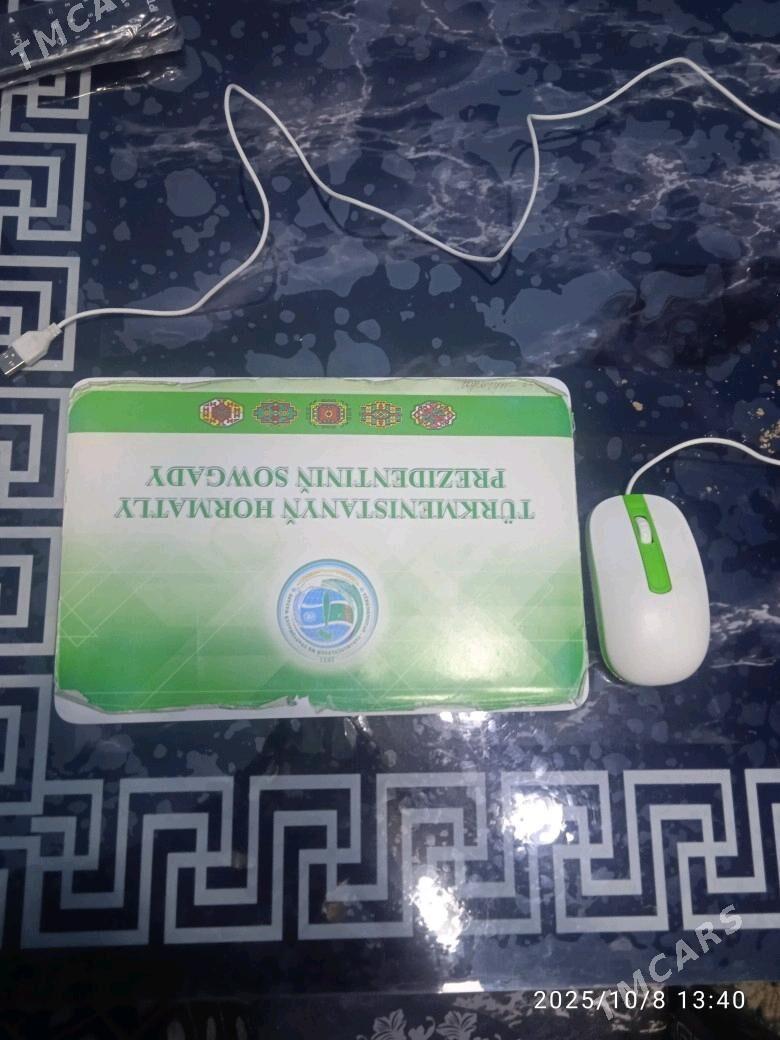 TMCARS
TÜRKMENISTANYŇ HORMATLY
PREZIDENTINIŇ SOWGADY
TMCARS
2025/10/8 13:40